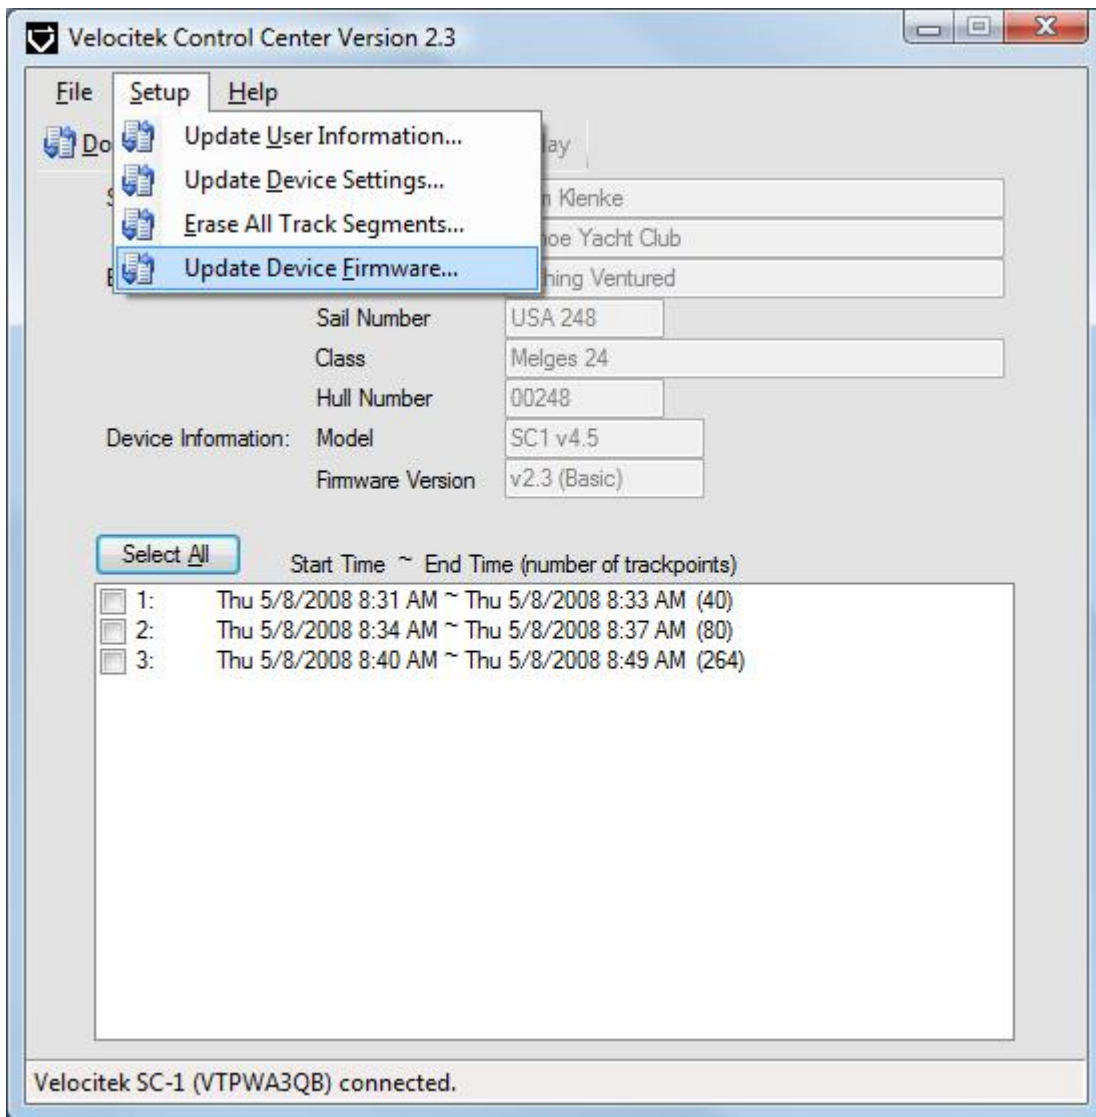 Velocitek Control Center Version 2.3
File Setup Help
Update User Information...
Update Device Settings...
Erase All Track Segments...
Update Device Firmware...
Klenke
Yacht Club
Ventured
Sail Number USA 248
Class Melges 24
Hull Number 00248
Device Information: Model SC1 v4.5
Firmware Version v2.3 (Basic)
Select All Start Time ~ End Time (number of trackpoints)
1: Thu 5/8/2008 8:31 AM ~ Thu 5/8/2008 8:33 AM (40)
2: Thu 5/8/2008 8:34 AM ~ Thu 5/8/2008 8:37 AM (80)
3: Thu 5/8/2008 8:40 AM ~ Thu 5/8/2008 8:49 AM (264)
Velocitek SC-1 (VTPWA3QB) connected.